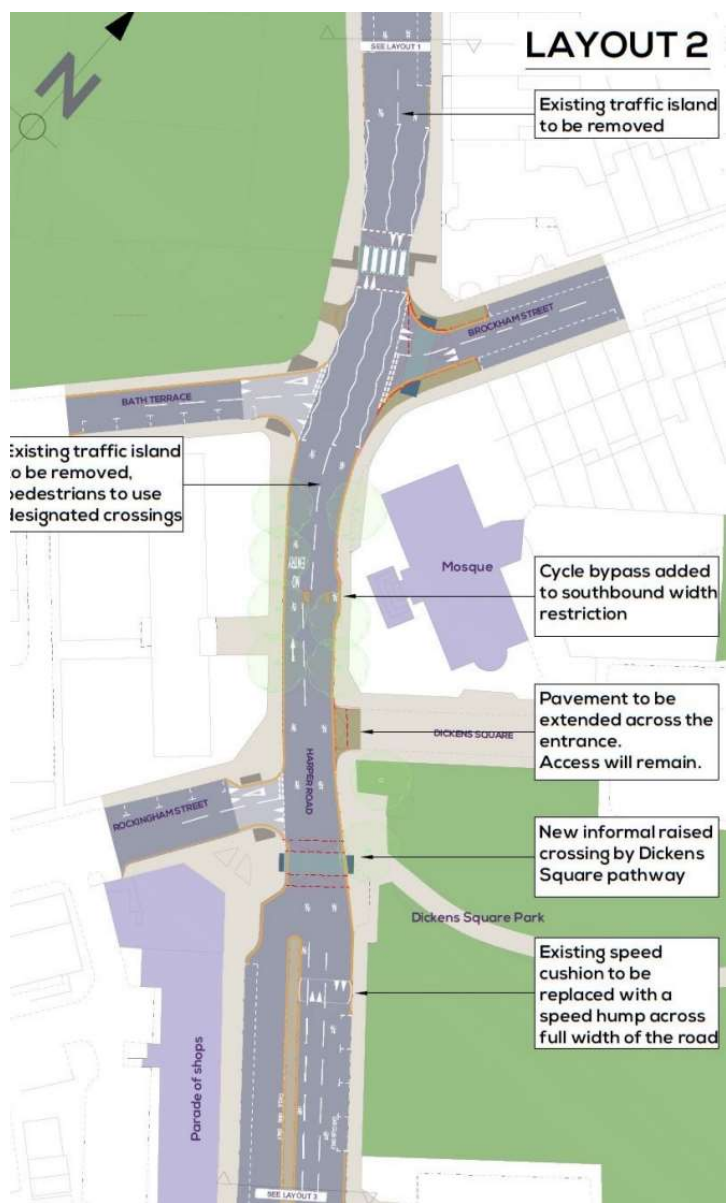 LAYOUT 2
N
SEE LAYOUT 1
Existing traffic island
to be removed
BROCKHAM STREET
BATH TERRACE
Existing traffic island
to be removed,
pedestrians to use
designated crossings
Mosque
NO
ENTRY
Cycle bypass added
to southbound width
restriction
Pavement to be
extended across the
entrance.
Access will remain.
DICKENS SQUARE
HARPER ROAD
ROCKINGHAM STREET
New informal raised
crossing by Dickens
Square pathway
Dickens Square Park
Existing speed
cushion to be
replaced with a
speed hump across
full width of the road
Parade of shops
SEE LAYOUT 3